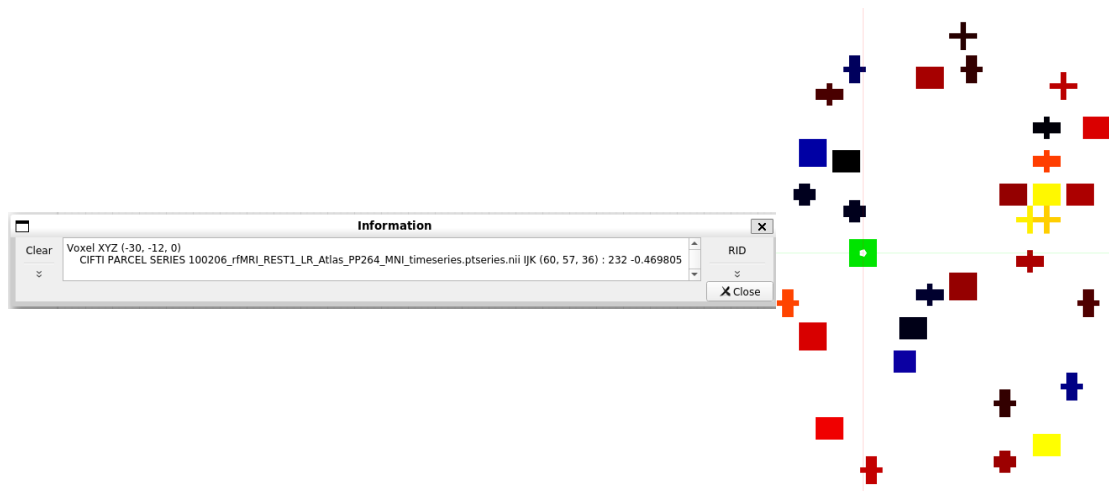 Information
Clear
Voxel XYZ (-30, -12, 0)
CIFTI PARCEL SERIES 100206_rfMRI_REST1_LR_Atlas_PP264_MNI_timeseries.ptseries.nii IJK (60, 57, 36) : 232 -0.469805
RID
Close